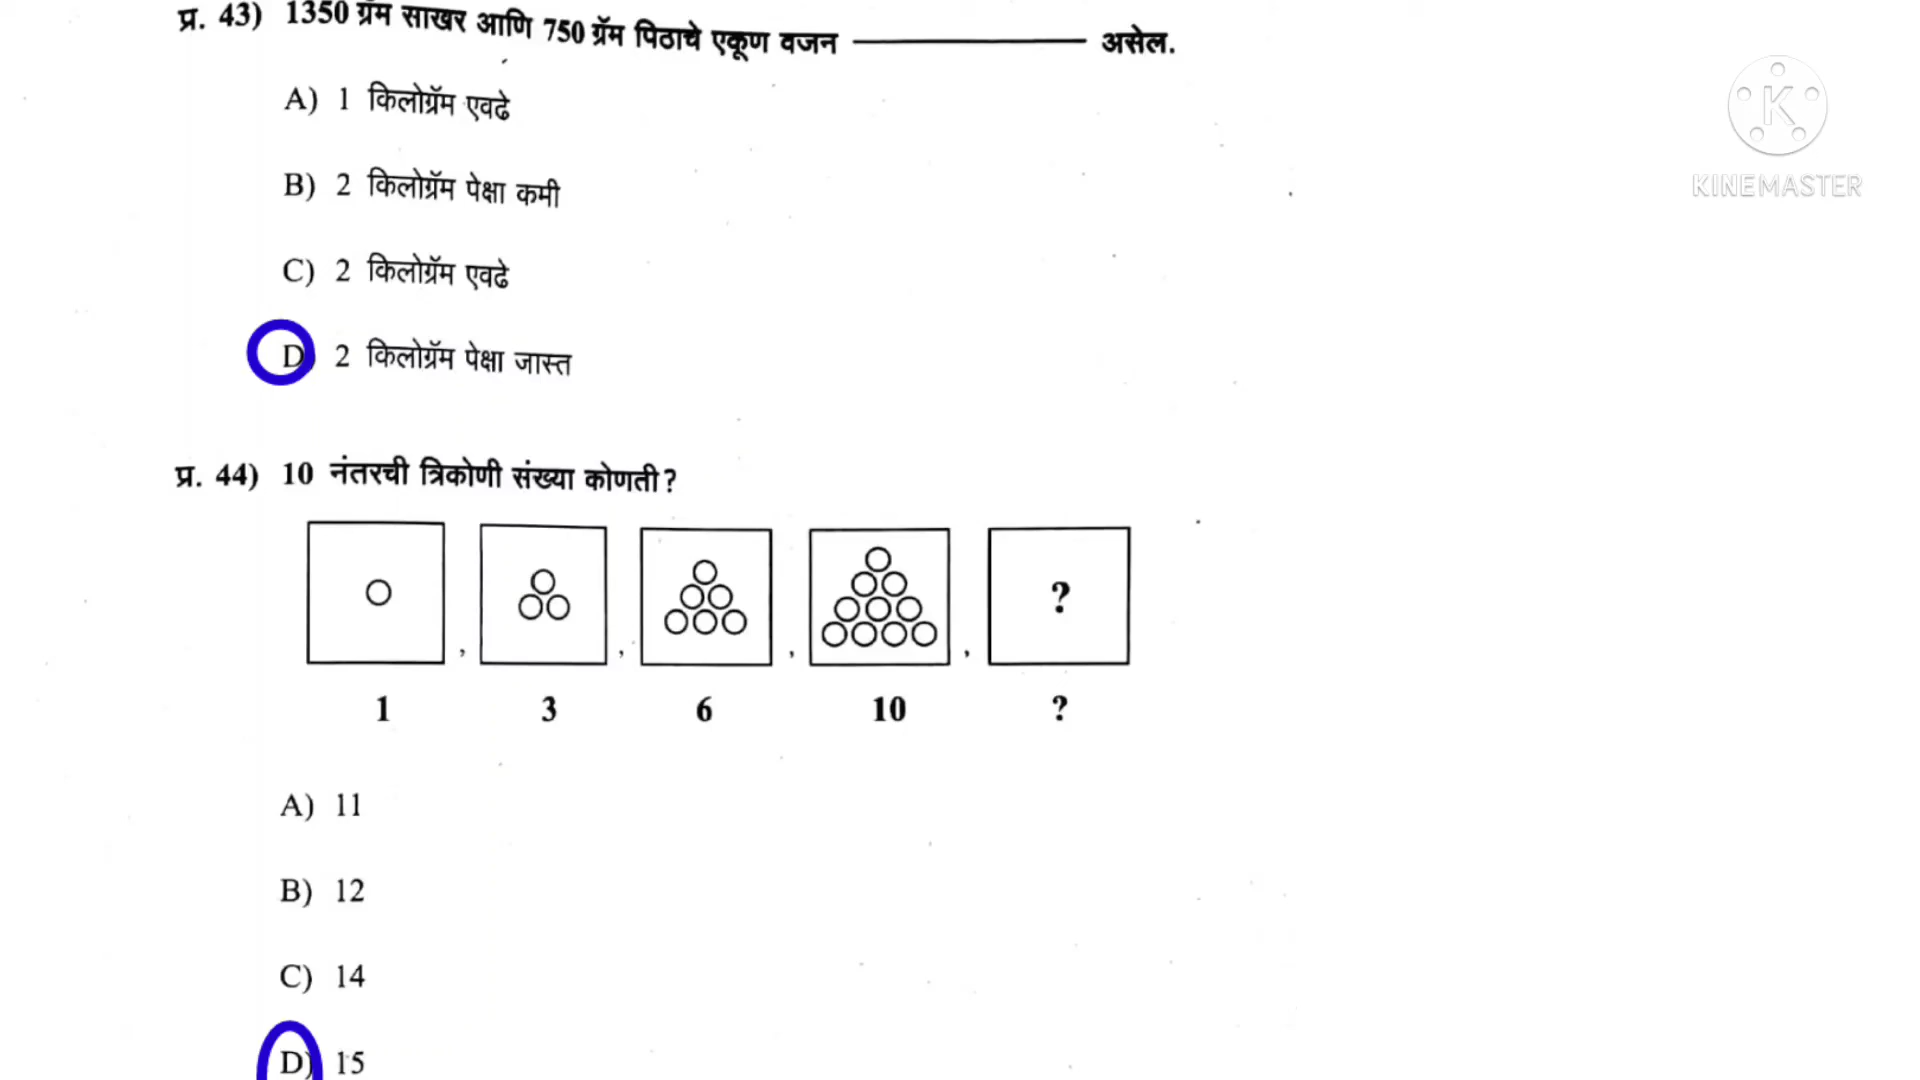 प्र. 43) 1350 ग्रॅम साखर आणि 750 ग्रॅम पिठाचे एकूण वजन ____________ असेल.
A) 1 किलोग्रॅम एवढे
B) 2 किलोग्रॅम पेक्षा कमी
C) 2 किलोग्रॅम एवढे
D 2 किलोग्रॅम पेक्षा जास्त
K
KINEMASTER
प्र. 44) 10 नंतरची त्रिकोणी संख्या कोणती?
, , , , ?
1 3 6 10 ?
A) 11
B) 12
C) 14
D) 15